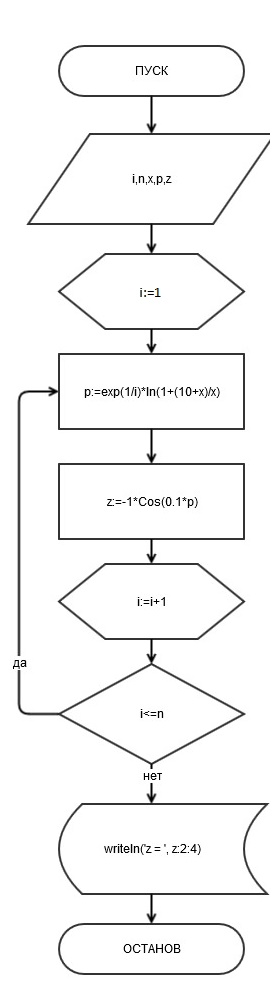 ПУСК
i,n,x,p,z
i:=1
p:=exp(1/i)*ln(1+(10+x)/x)
z:=-1*Cos(0.1*p)
i:=i+1
да
i<=n
нет
writeln('z = ', z:2:4)
ОСТАНОВ